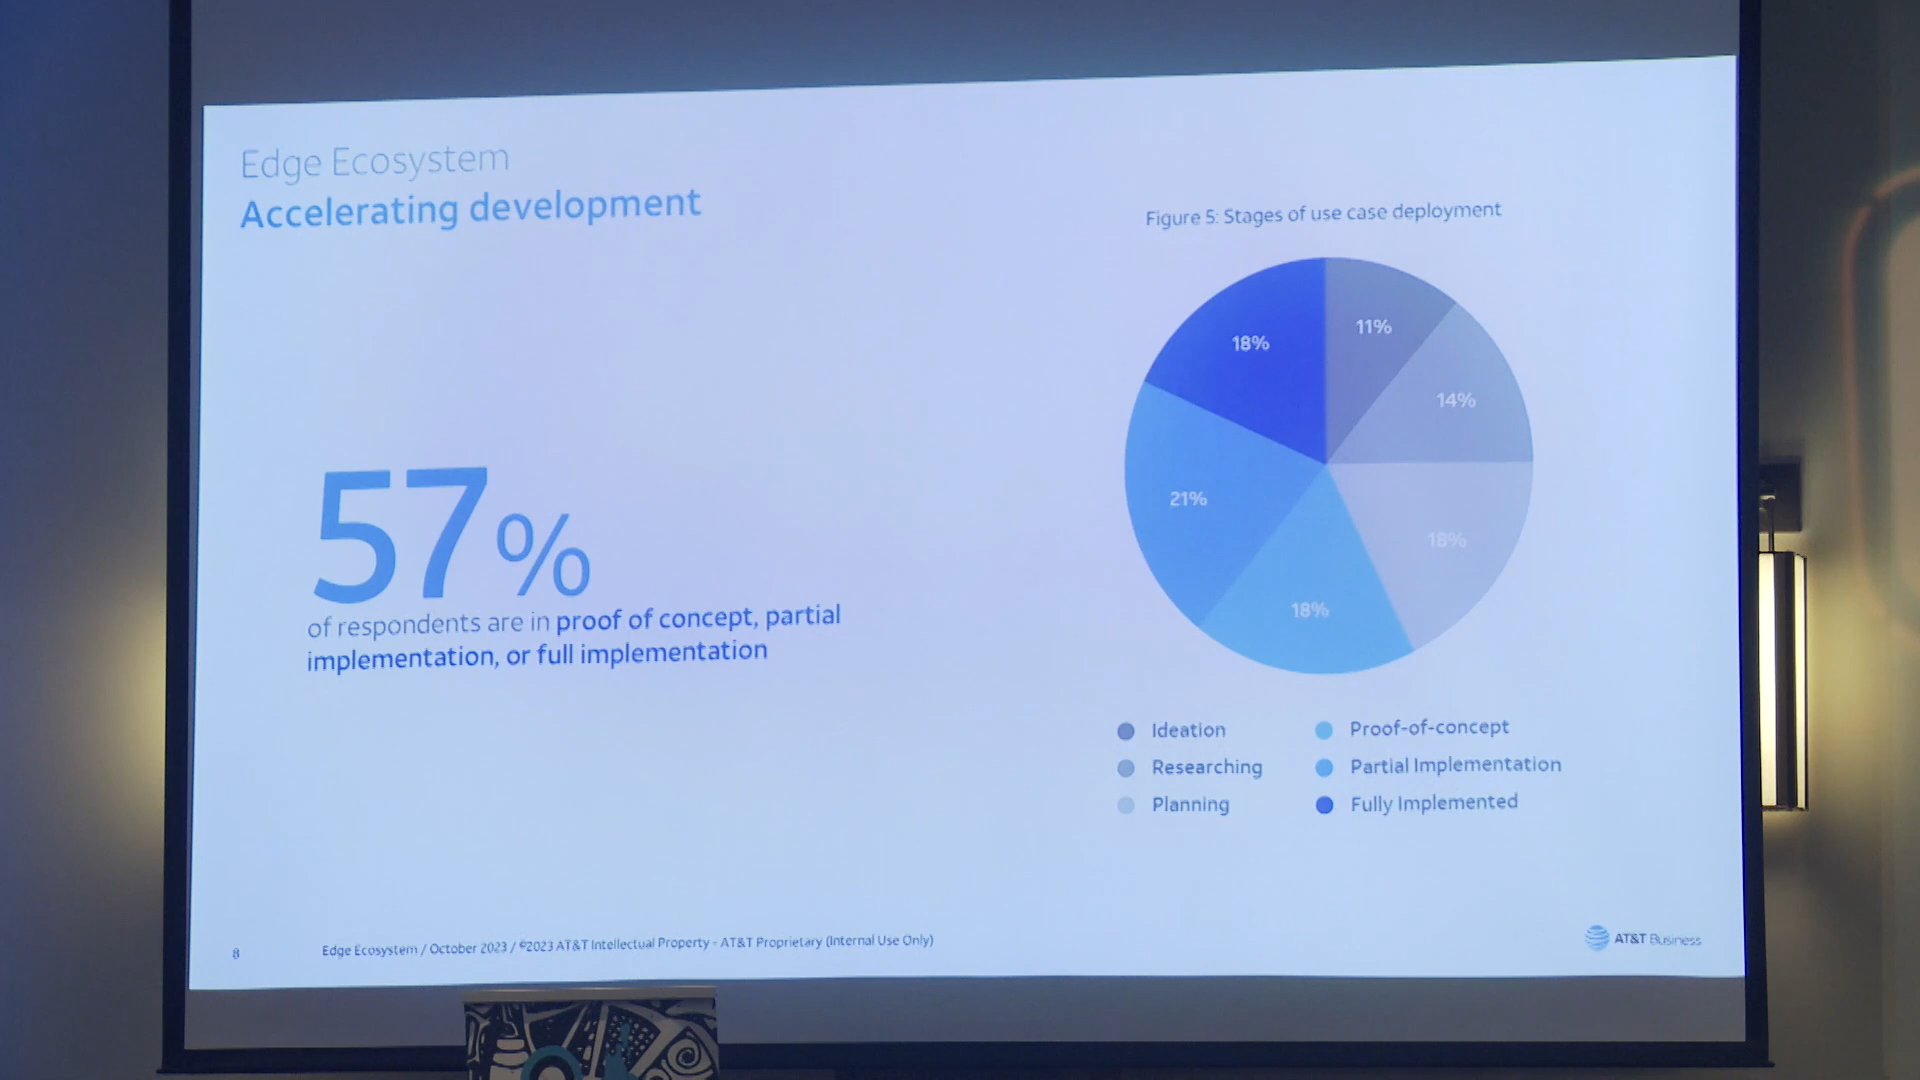 Edge Ecosystem
Accelerating development
57%
of respondents are in proof of concept, partial
implementation, or full implementation
Figure 5: Stages of use case deployment
11%
14%
18%
18%
21%
18%
Ideation
Researching
Planning
Proof-of-concept
Partial Implementation
Fully Implemented
8
Edge Ecosystem / October 2023 / ©2023 AT&T Intellectual Property - AT&T Proprietary (Internal Use Only)
AT&T Business